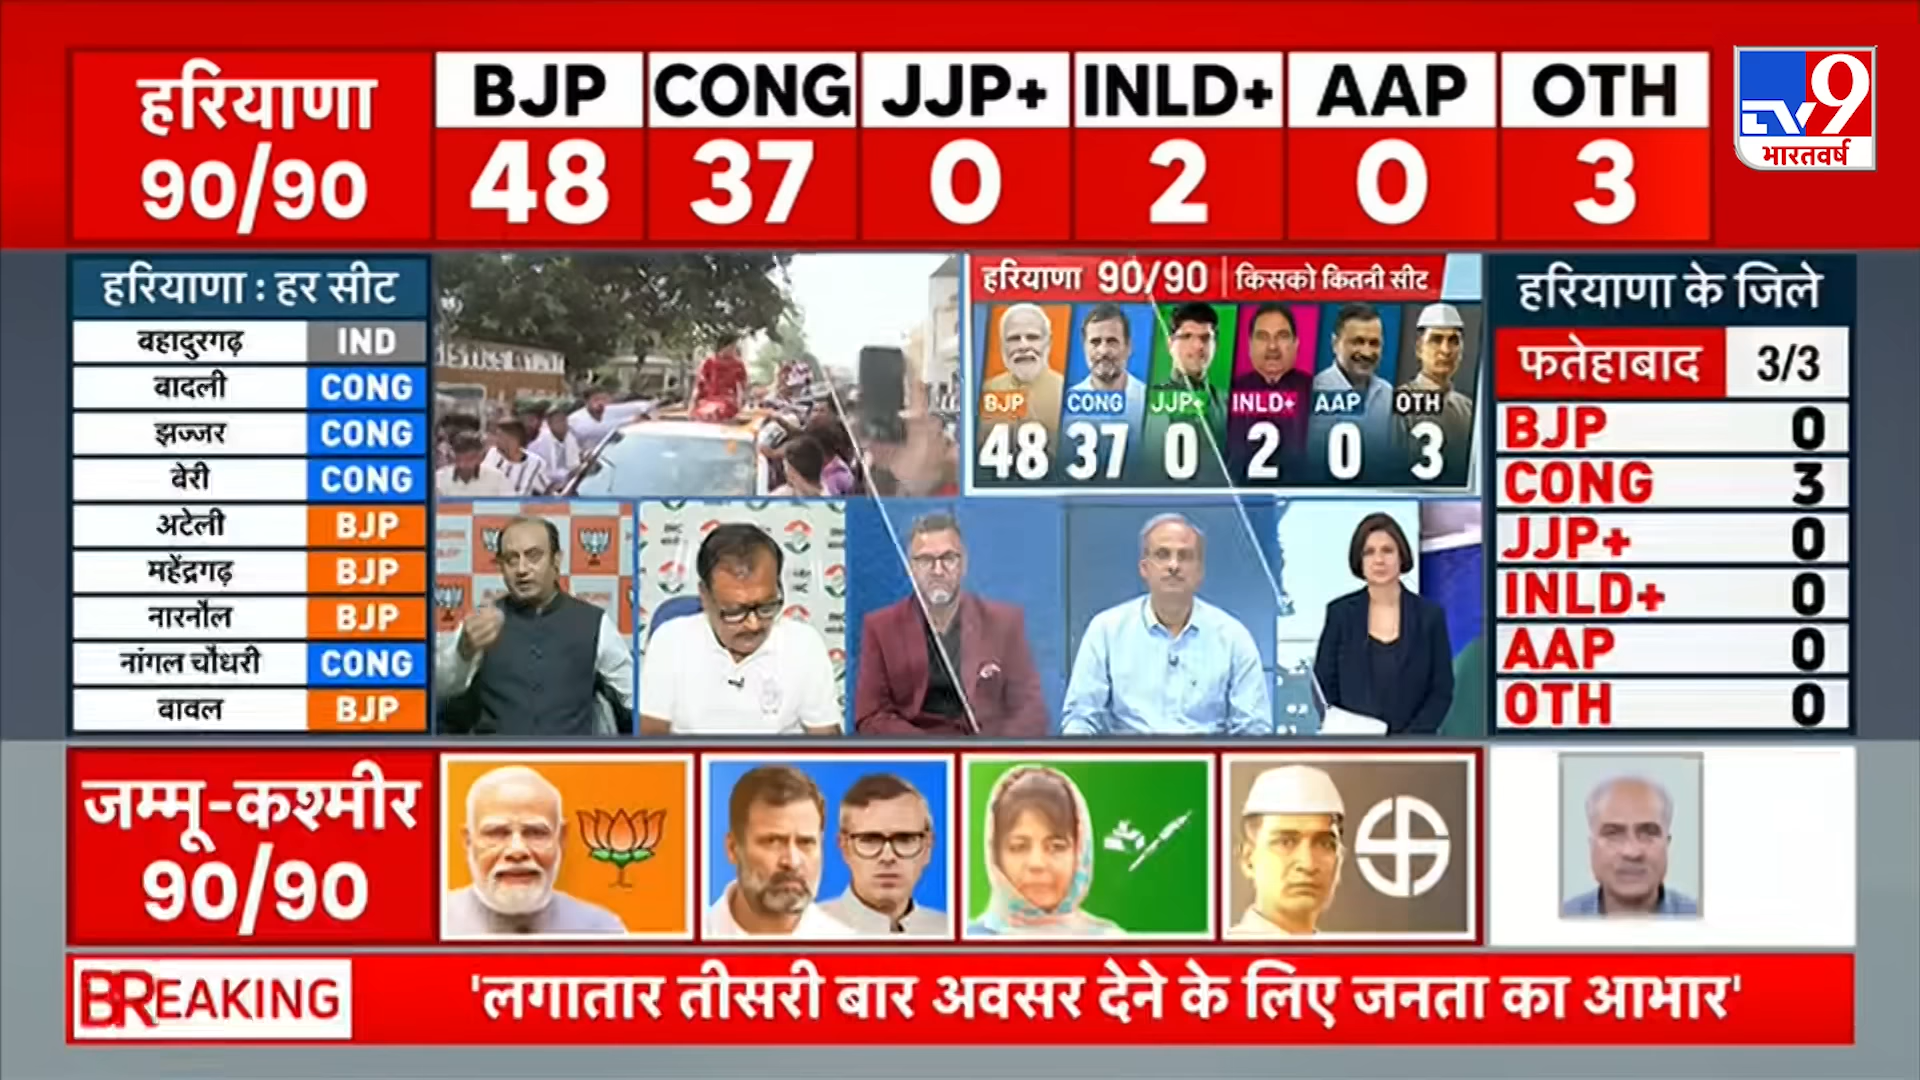 हरियाणा
90/90
BJP CONG JJP+ INLD+ AAP OTH
48 37 0 2 0 3
TV9
भारतवर्ष
हरियाणा : हर सीट
बहादुरगढ़ IND
बादली CONG
झज्जर CONG
बेरी CONG
अटेली BJP
महेंद्रगढ़ BJP
नारनौल BJP
नांगल चौधरी CONG
बावल BJP
हरियाणा 90/90 किसको कितनी सीट
BJP CONG JJP+ INLD+ AAP OTH
48 37 0 2 0 3
हरियाणा के जिले
फतेहाबाद 3/3
BJP 0
CONG 3
JJP+ 0
INLD+ 0
AAP 0
OTH 0
जम्मू-कश्मीर
90/90
BREAKING
'लगातार तीसरी बार अवसर देने के लिए जनता का आभार'